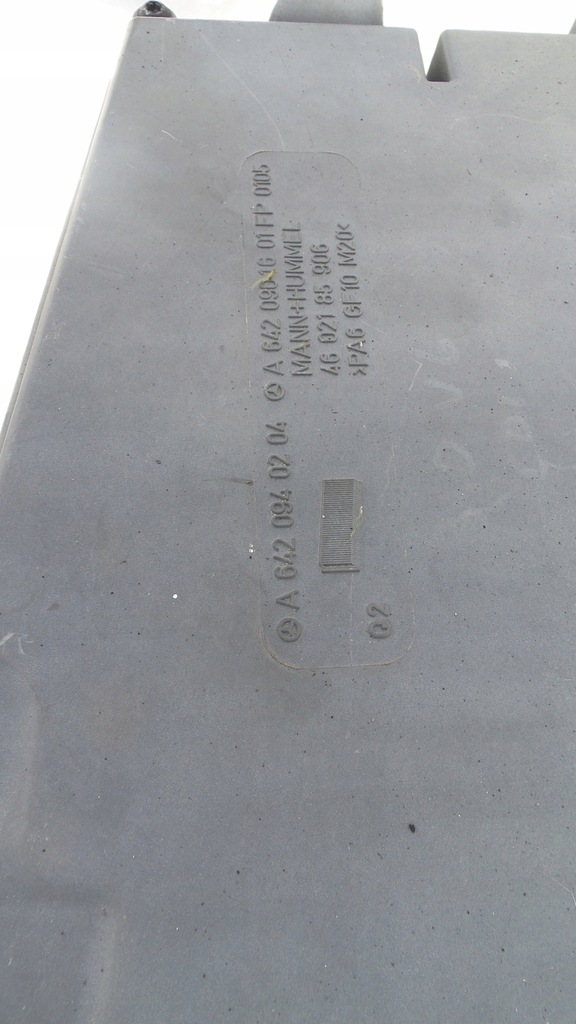 A 642 094 02 04
A 642 090 16 01 FP 0105
MANN+HUMMEL
46 021 85 906
>PA6 GF10 M20<
02